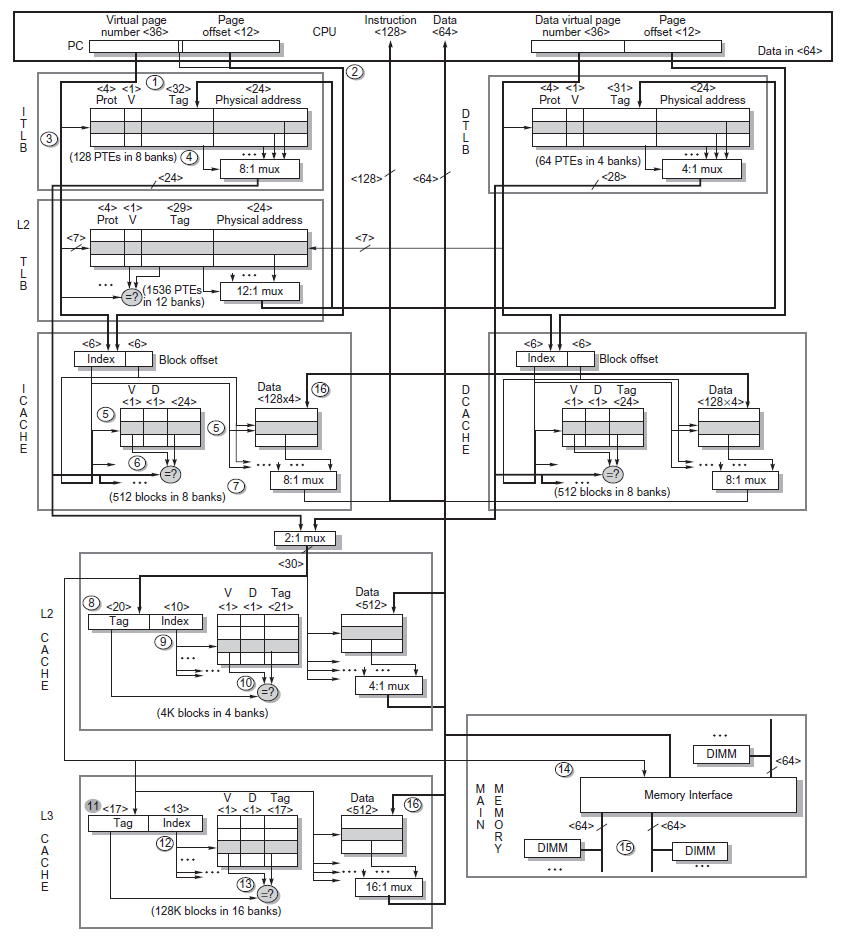 Virtual page number <36>
Page offset <12>
CPU
Instruction <128>
Data <64>
Data virtual page number <36>
Page offset <12>
PC
Data in <64>
1
2
ITLB
<4> <1> <32> <24>
Prot V Tag Physical address
3
(128 PTEs in 8 banks) 4
...
8:1 mux
<24>
<128>
<64>
DTLB
<4> <1> <31> <24>
Prot V Tag Physical address
(64 PTEs in 4 banks)
...
4:1 mux
<28>
L2 TLB
<4> <1> <29> <24>
Prot V Tag Physical address
<7>
<7>
...
=?
(1536 PTEs in 12 banks)
...
12:1 mux
ICACHE
<6> <6>
Index
Block offset
V D
<1> <1> <24>
5
5
Data <128x4>
16
6
=?
...
...
...
7
8:1 mux
(512 blocks in 8 banks)
DCACHE
<6> <6>
Index
Block offset
V D Tag
<1> <1> <24>
Data <128×4>
=?
...
...
...
8:1 mux
(512 blocks in 8 banks)
2:1 mux
<30>
L2 CACHE
8
<20> <10>
Tag Index
V D Tag
<1> <1> <21>
Data <512>
9
...
...
10
=?
...
...
4:1 mux
(4K blocks in 4 banks)
L3 CACHE
11
<17> <13>
Tag Index
V D Tag
<1> <1> <17>
Data <512>
16
12
...
...
13
=?
...
...
16:1 mux
(128K blocks in 16 banks)
MAIN MEMORY
...
DIMM
<64>
14
Memory Interface
<64>
<64>
DIMM
15
DIMM
...
...